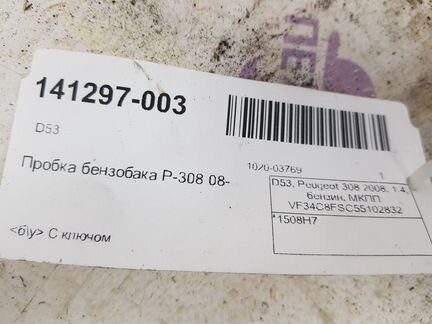 141297-003
D53
Пробка бензобака P-308 08-
<б\у> С ключом
1020-03769 1
D53, Peugeot 308 2008, 1.4,
бензин, МКПП
VF34C8FSC55102832
*1508H7